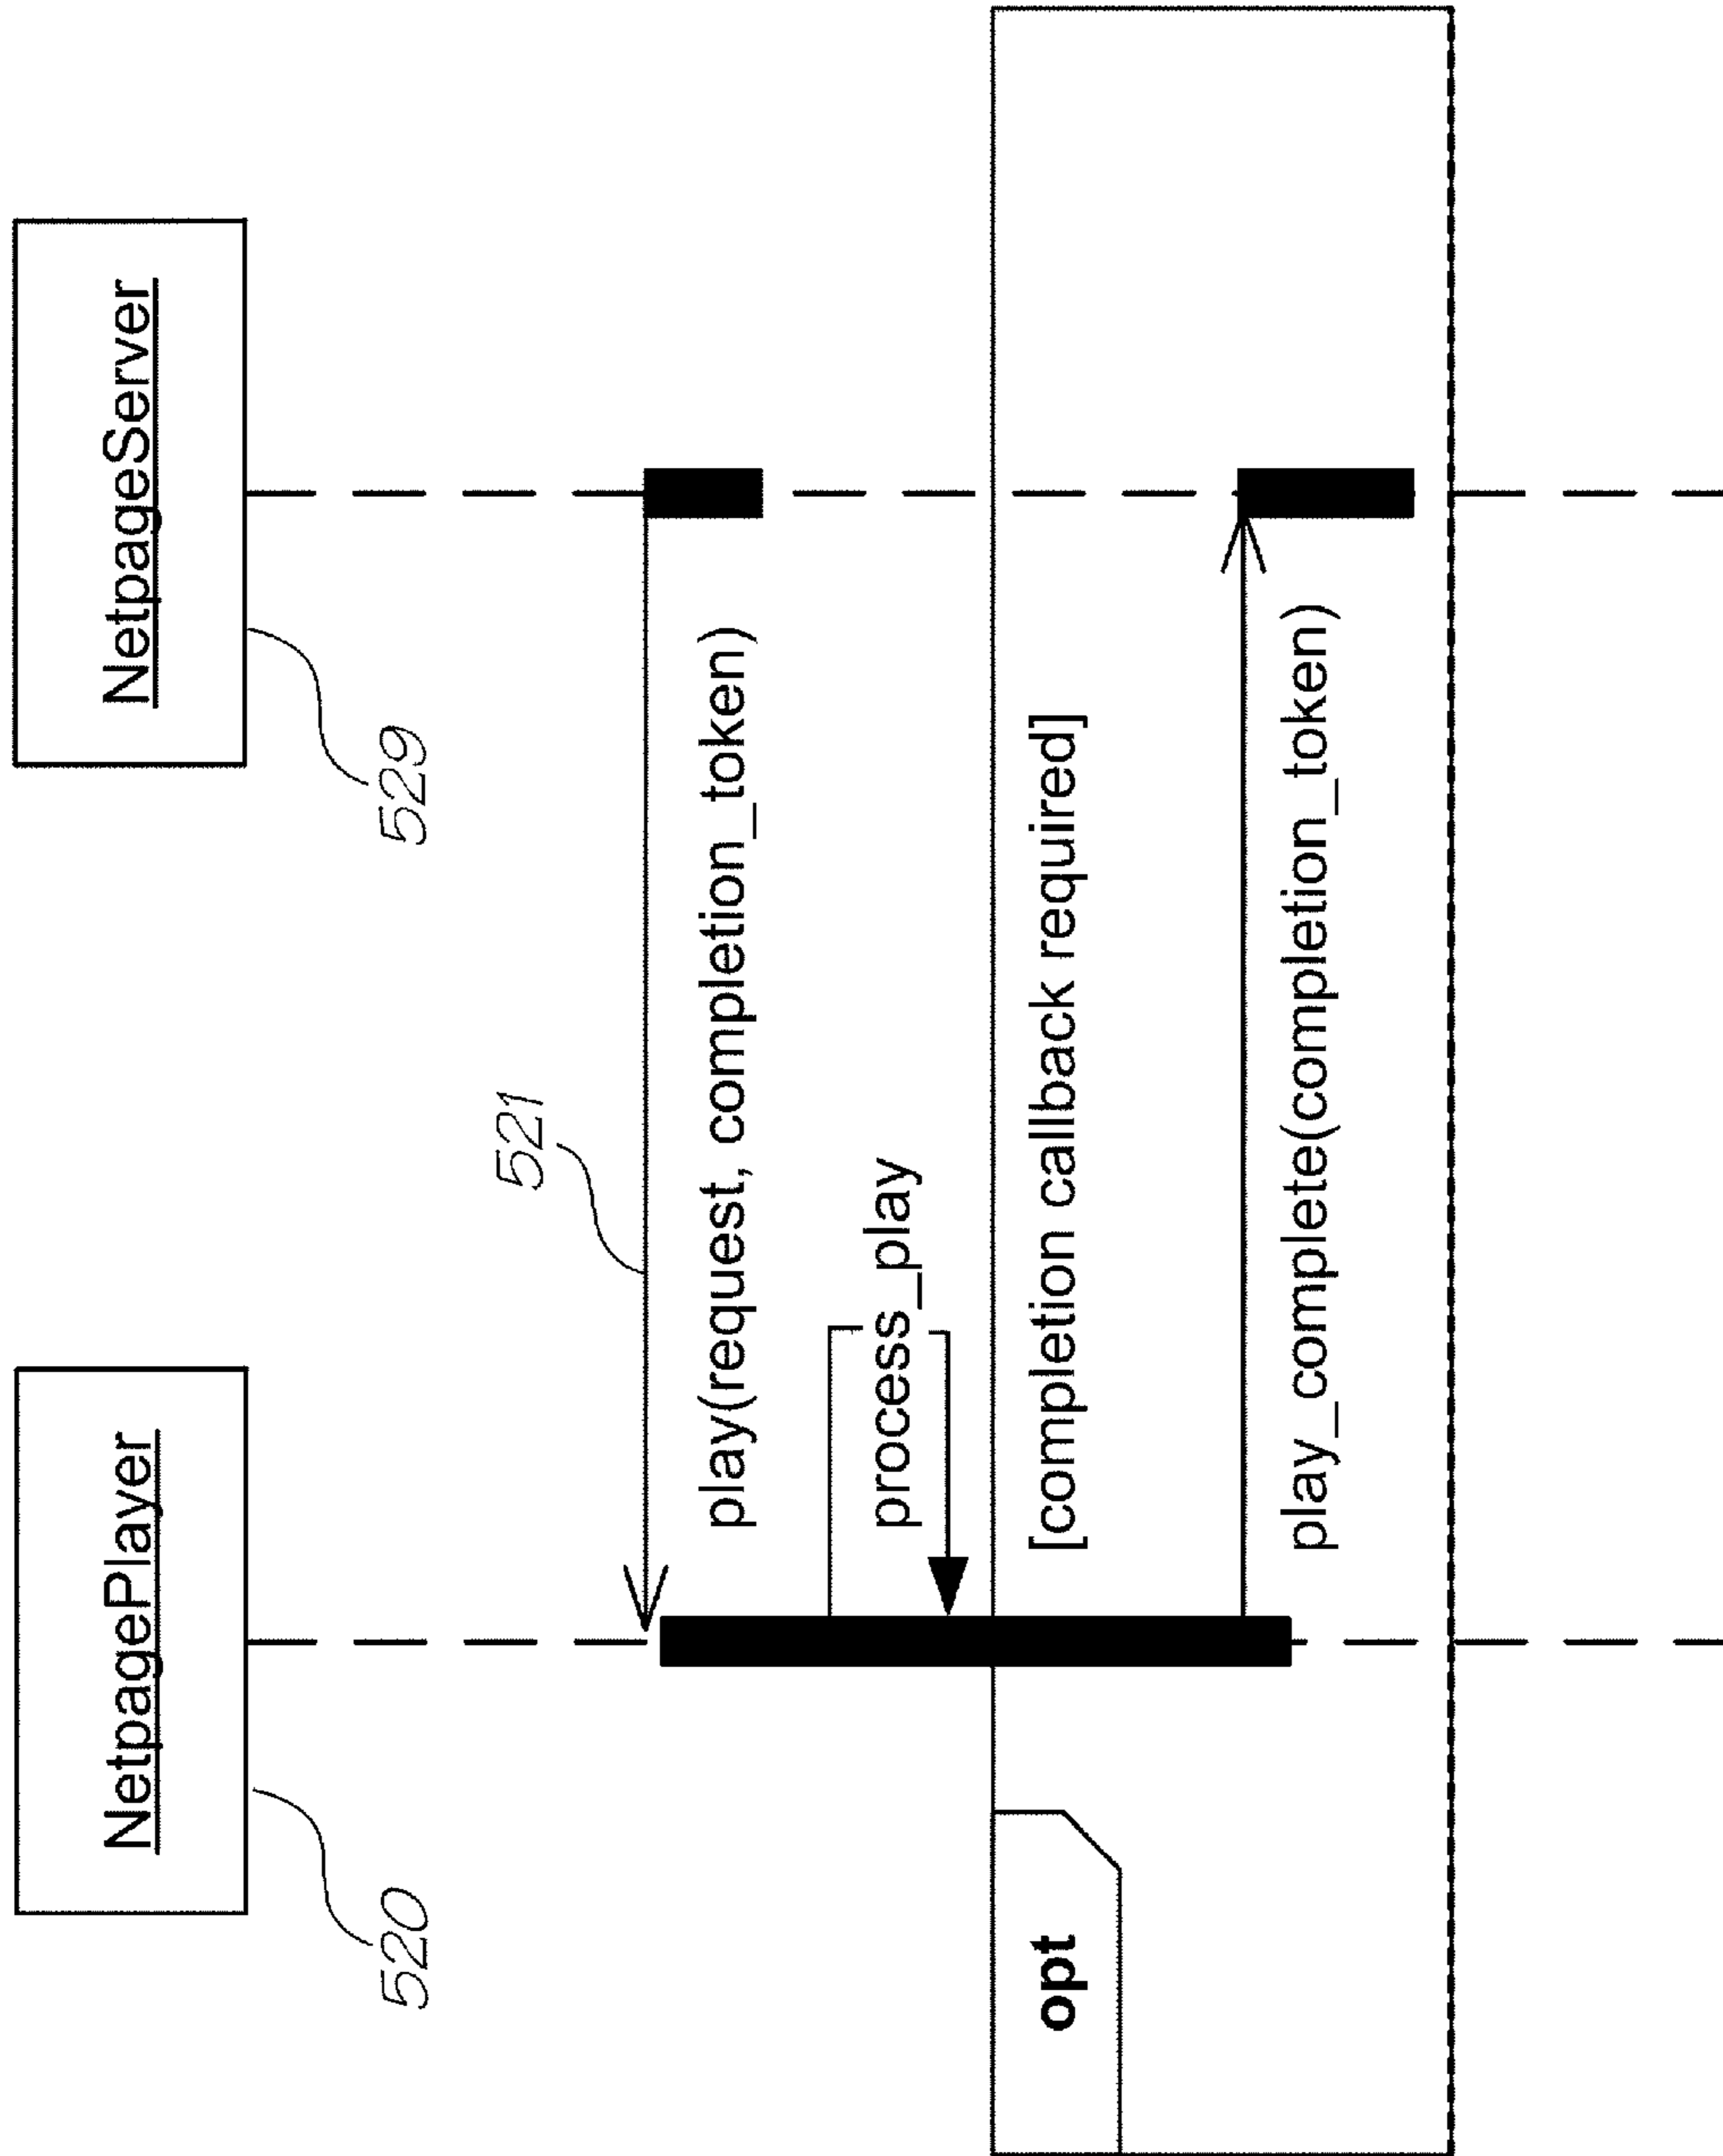 NetpagePlayer
NetpageServer
520
529
521
play(request, completion_token)
process_play
opt
[completion callback required]
play_complete(completion_token)